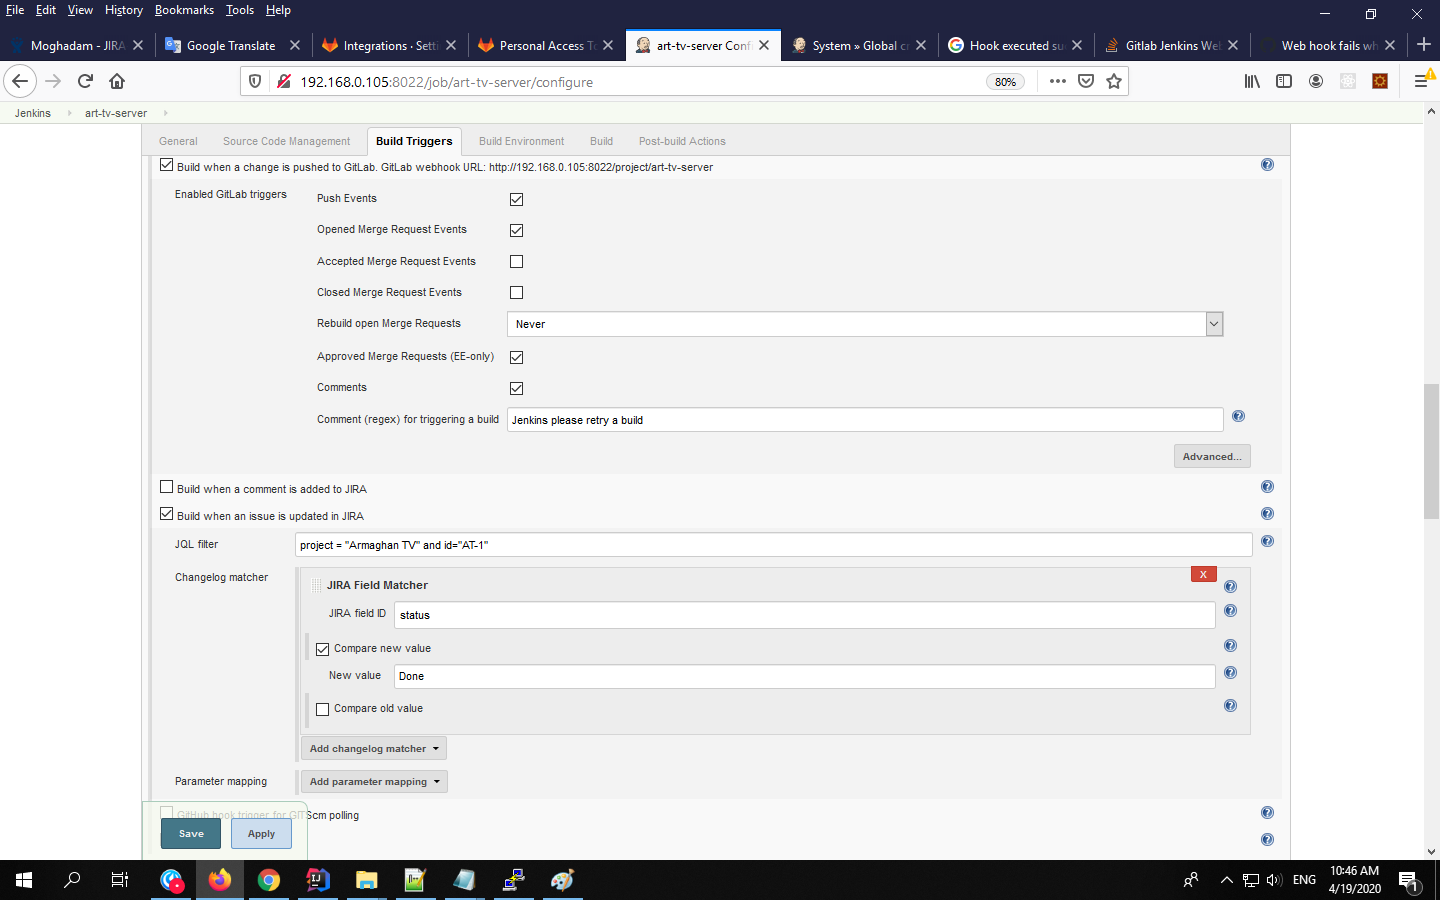 File Edit View History Bookmarks Tools Help
Moghadam - JIRA
Google Translate
Integrations · Setti
Personal Access To
art-tv-server Confi
System » Global cr
Hook executed su
Gitlab Jenkins We
Web hook fails wh
192.168.0.105:8022/job/art-tv-server/configure
80%
Jenkins art-tv-server
General Source Code Management Build Triggers Build Environment Build Post-build Actions
Build when a change is pushed to GitLab. GitLab webhook URL: http://192.168.0.105:8022/project/art-tv-server
Enabled GitLab triggers
Push Events
Opened Merge Request Events
Accepted Merge Request Events
Closed Merge Request Events
Rebuild open Merge Requests Never
Approved Merge Requests (EE-only)
Comments
Comment (regex) for triggering a build Jenkins please retry a build
Advanced...
Build when a comment is added to JIRA
Build when an issue is updated in JIRA
JQL filter project = "Armaghan TV" and id="AT-1"
Changelog matcher
JIRA Field Matcher X
JIRA field ID status
Compare new value
New value Done
Compare old value
Add changelog matcher
Parameter mapping Add parameter mapping
GitHub hook trigger for GITScm polling
Save Apply
ENG
10:46 AM
4/19/2020
1